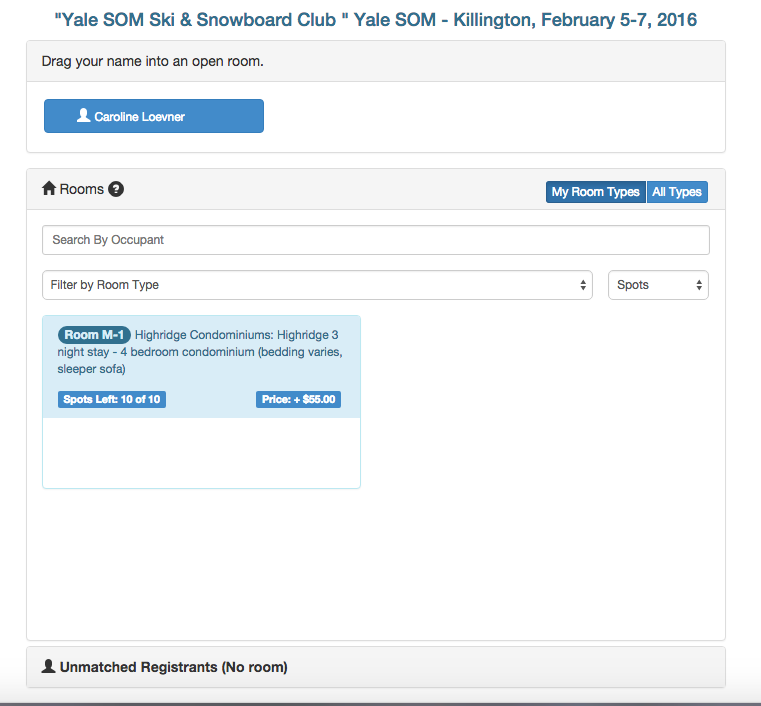 "Yale SOM Ski & Snowboard Club " Yale SOM - Killington, February 5-7, 2016
Drag your name into an open room.
Caroline Loevner
Rooms ?
My Room Types All Types
Search By Occupant
Filter by Room Type Spots
Room M-1 Highridge Condominiums: Highridge 3
night stay - 4 bedroom condominium (bedding varies,
sleeper sofa)
Spots Left: 10 of 10 Price: + $55.00
Unmatched Registrants (No room)